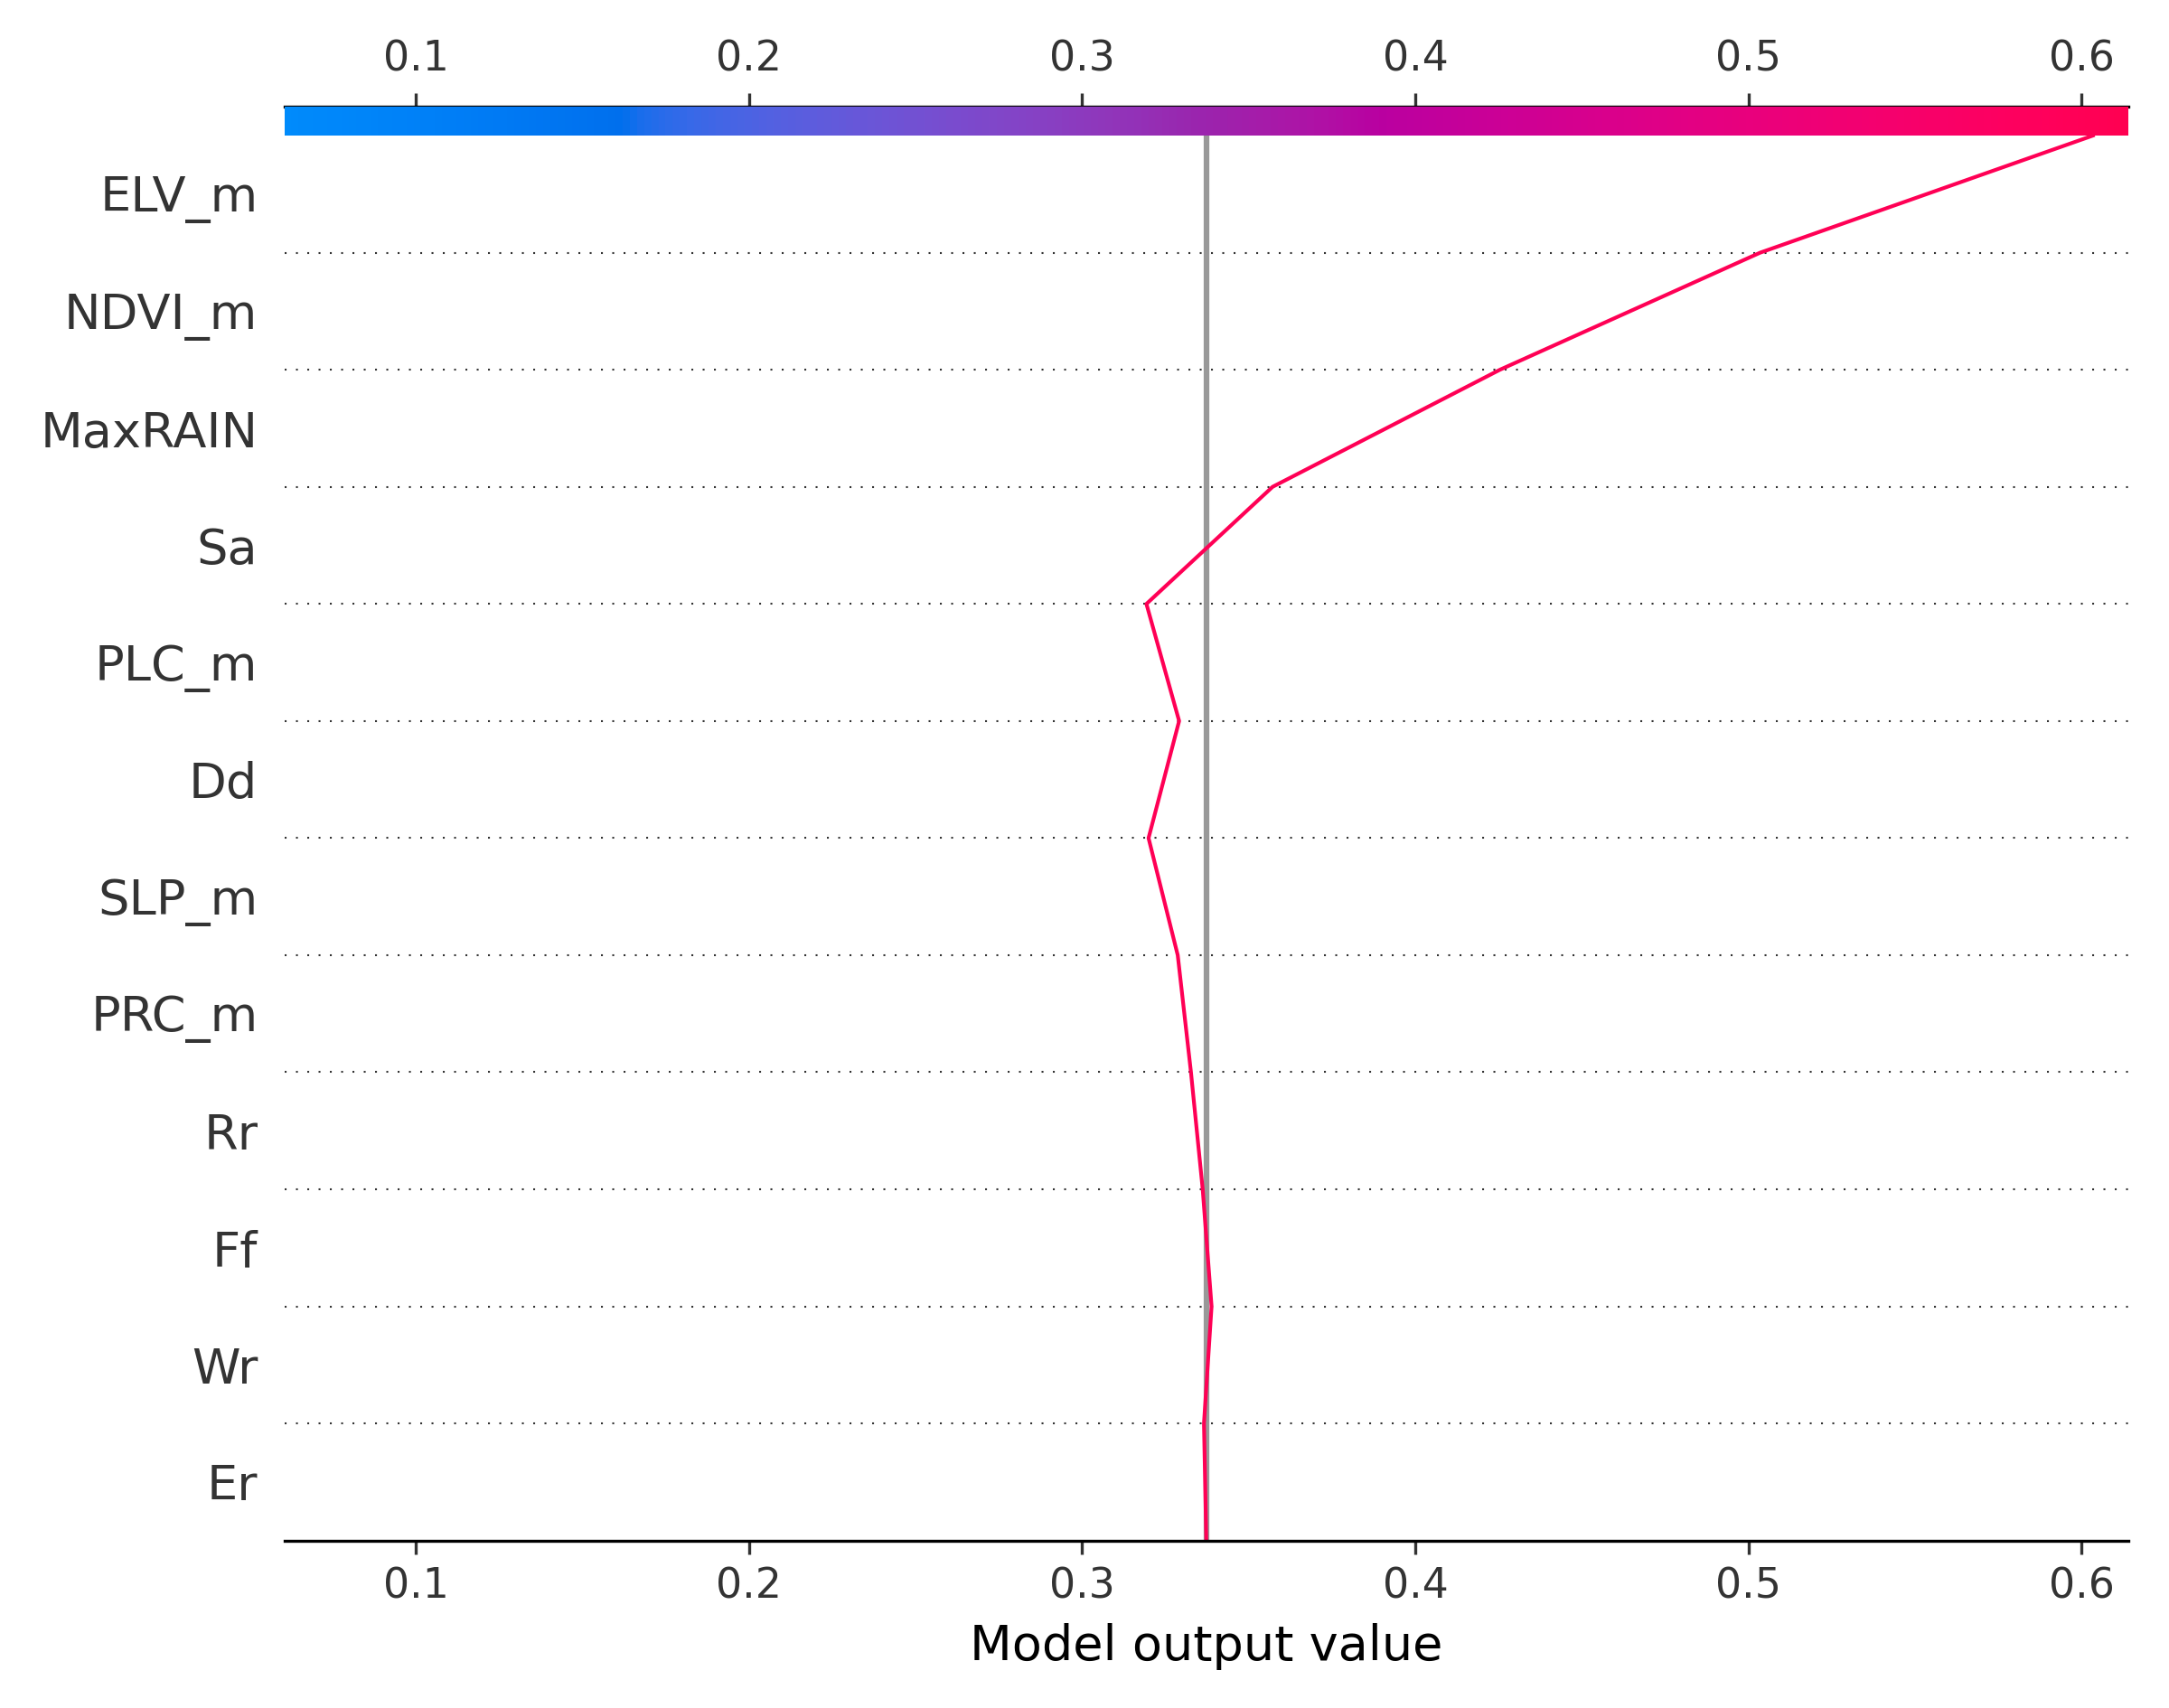 0.1 0.2 0.3 0.4 0.5 0.6
ELV_m
NDVI_m
MaxRAIN
Sa
PLC_m
Dd
SLP_m
PRC_m
Rr
Ff
Wr
Er
0.1 0.2 0.3 0.4 0.5 0.6
Model output value